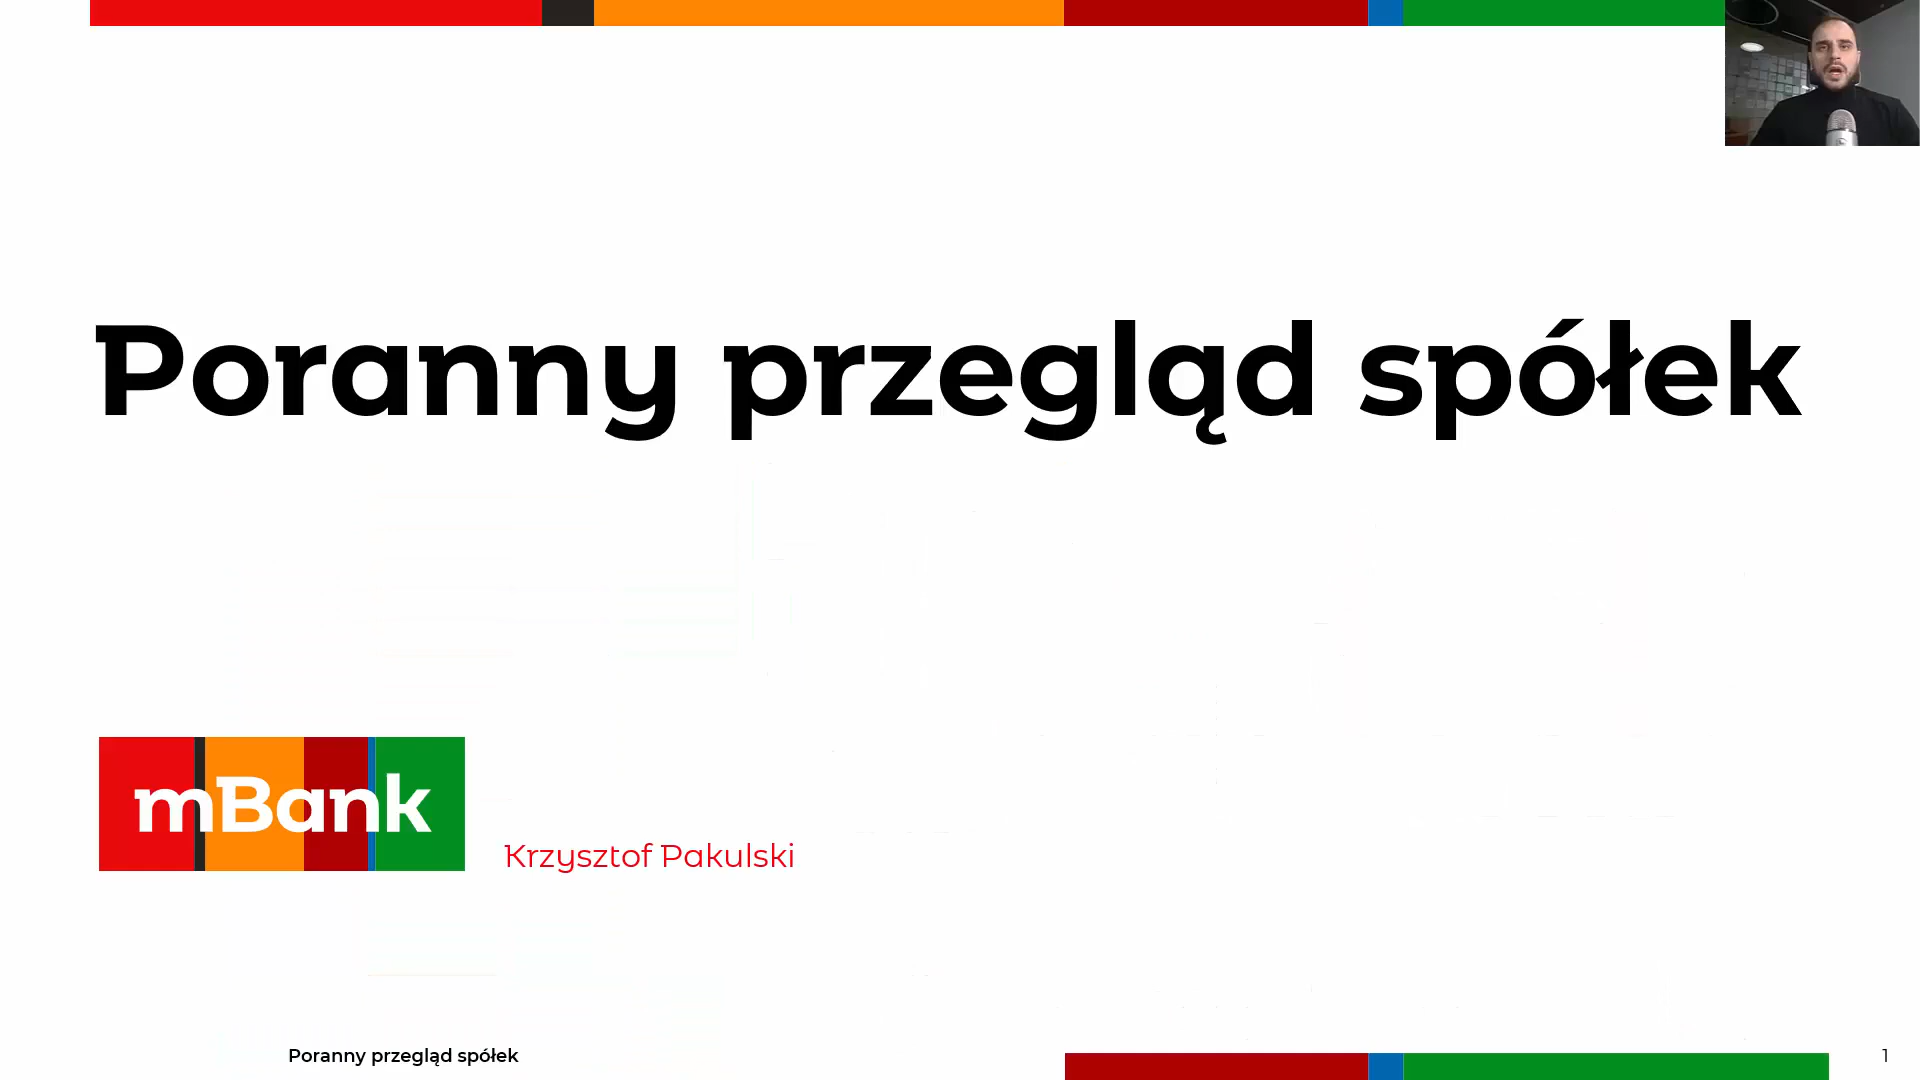 Poranny przegląd spółek
mBank
Krzysztof Pakulski
Poranny przegląd spółek
1